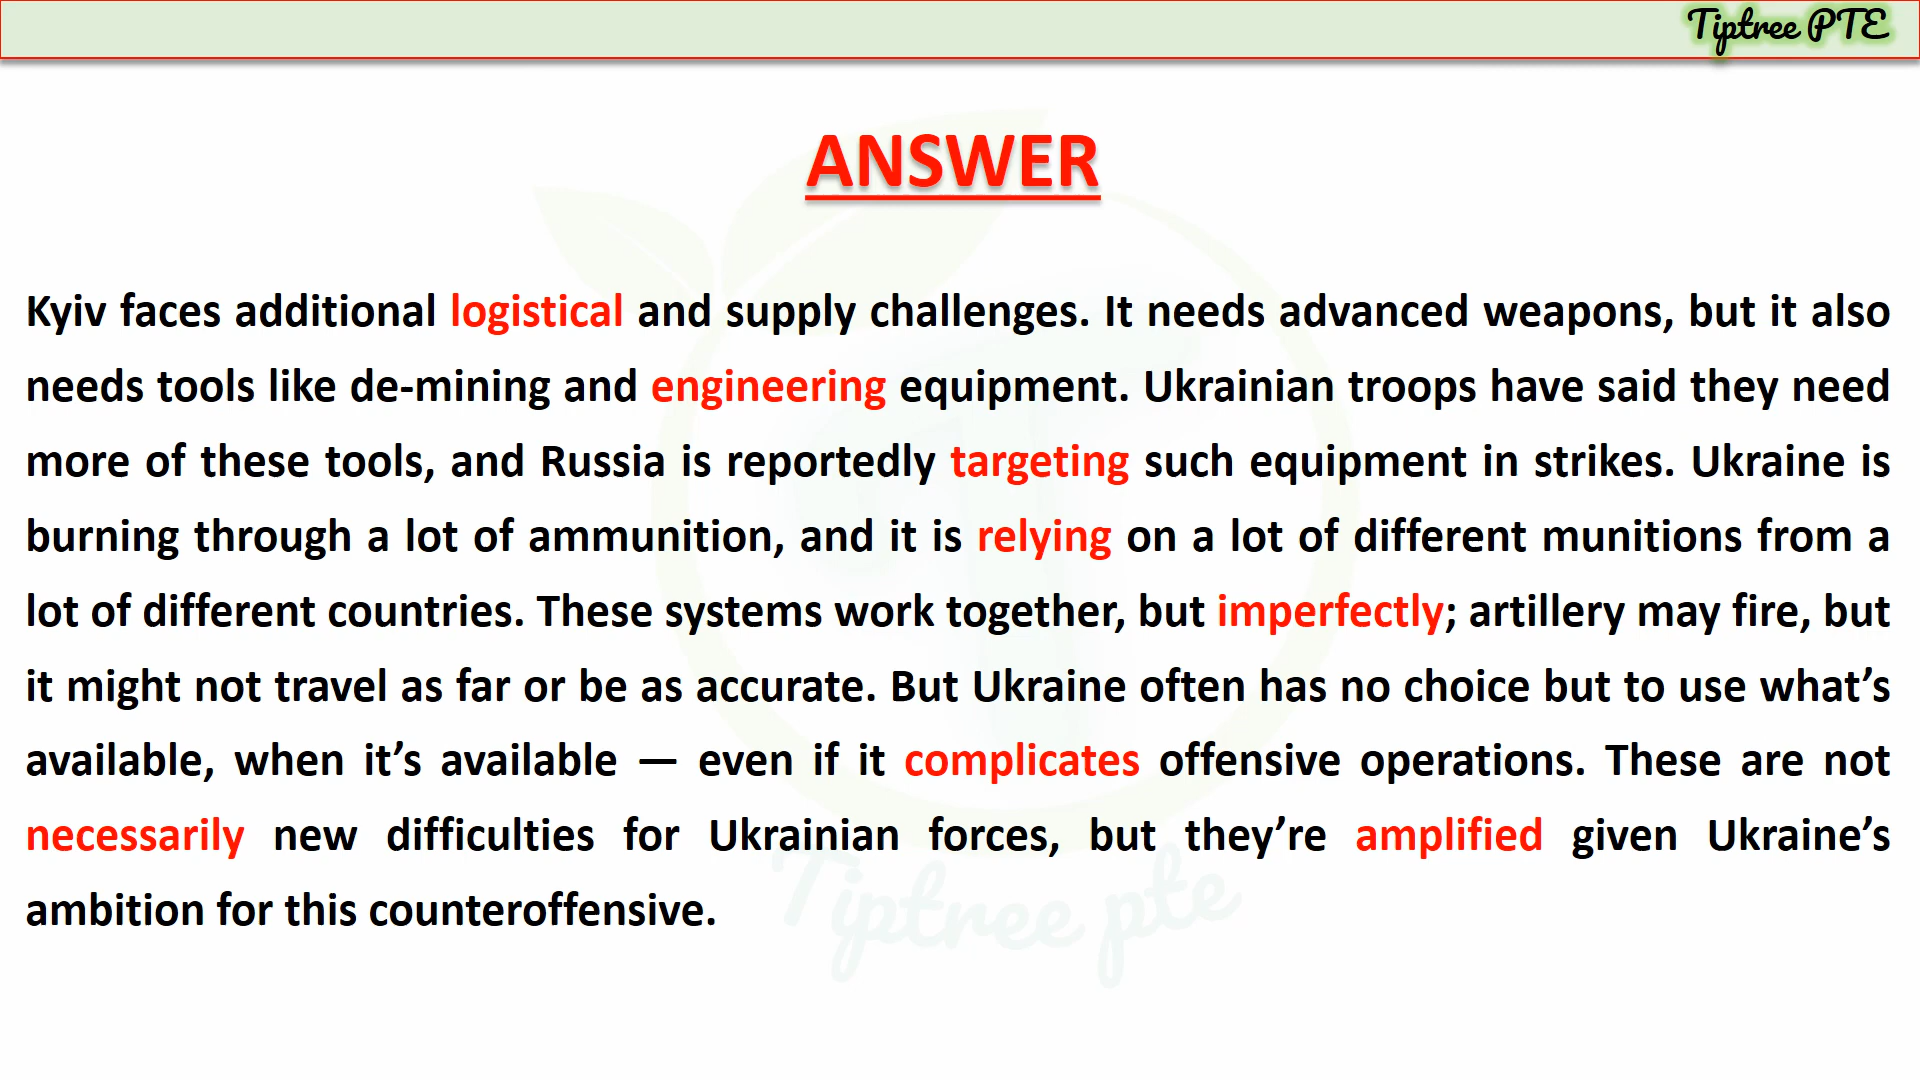 Tiptree PTE
ANSWER
Kyiv faces additional logistical and supply challenges. It needs advanced weapons, but it also
needs tools like de-mining and engineering equipment. Ukrainian troops have said they need
more of these tools, and Russia is reportedly targeting such equipment in strikes. Ukraine is
burning through a lot of ammunition, and it is relying on a lot of different munitions from a
lot of different countries. These systems work together, but imperfectly; artillery may fire, but
it might not travel as far or be as accurate. But Ukraine often has no choice but to use what’s
available, when it’s available — even if it complicates offensive operations. These are not
necessarily new difficulties for Ukrainian forces, but they’re amplified given Ukraine’s
ambition for this counteroffensive.
Tiptree pte